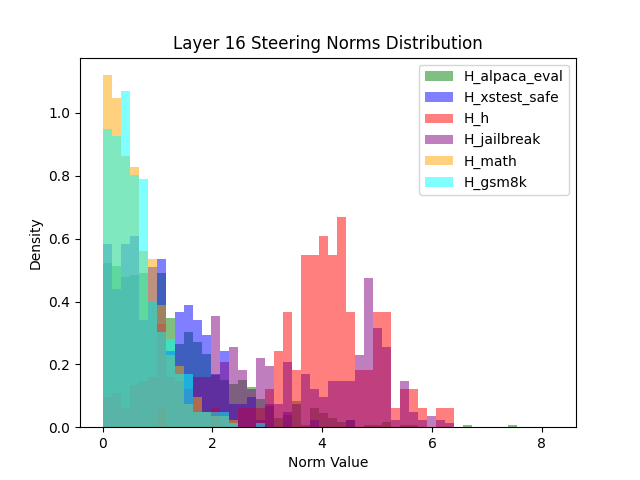 Layer 16 Steering Norms Distribution
H_alpaca_eval
H_xstest_safe
H_h
H_jailbreak
H_math
H_gsm8k
Density
1.0
0.8
0.6
0.4
0.2
0.0
0 2 4 6 8
Norm Value